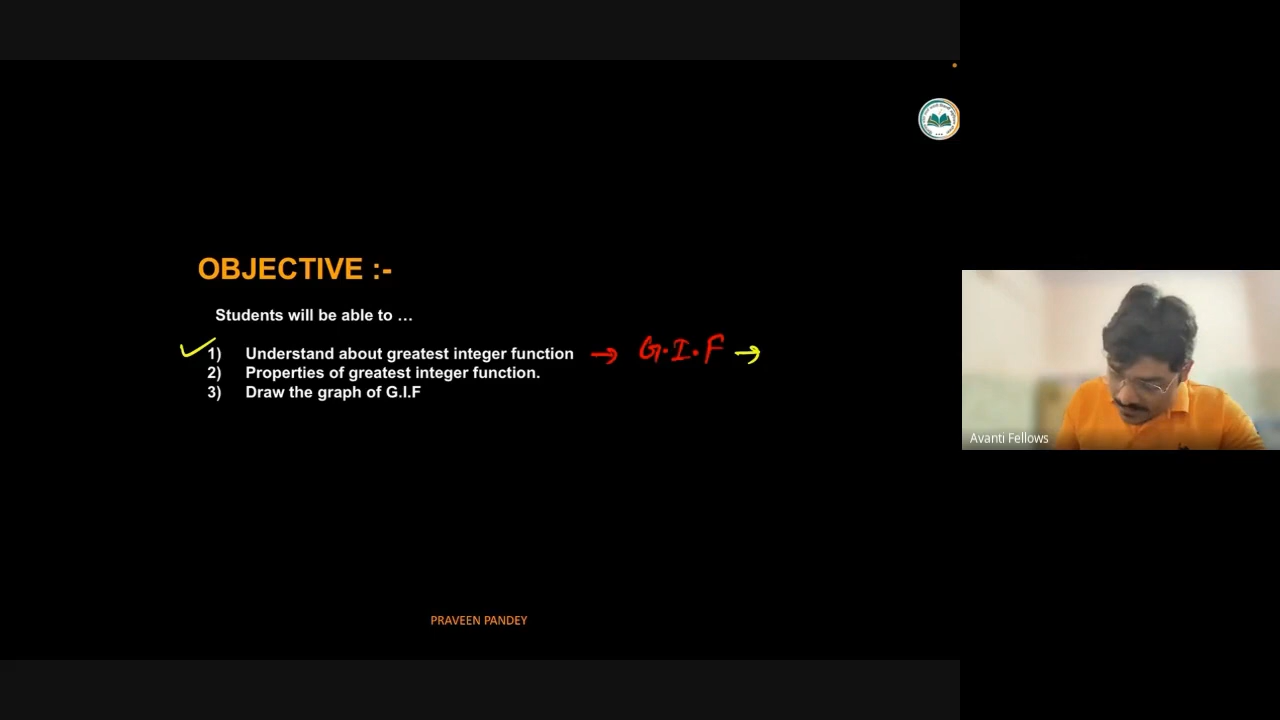 OBJECTIVE :-
Students will be able to …
1) Understand about greatest integer function → G.I.F →
2) Properties of greatest integer function.
3) Draw the graph of G.I.F
Avanti Fellows
PRAVEEN PANDEY